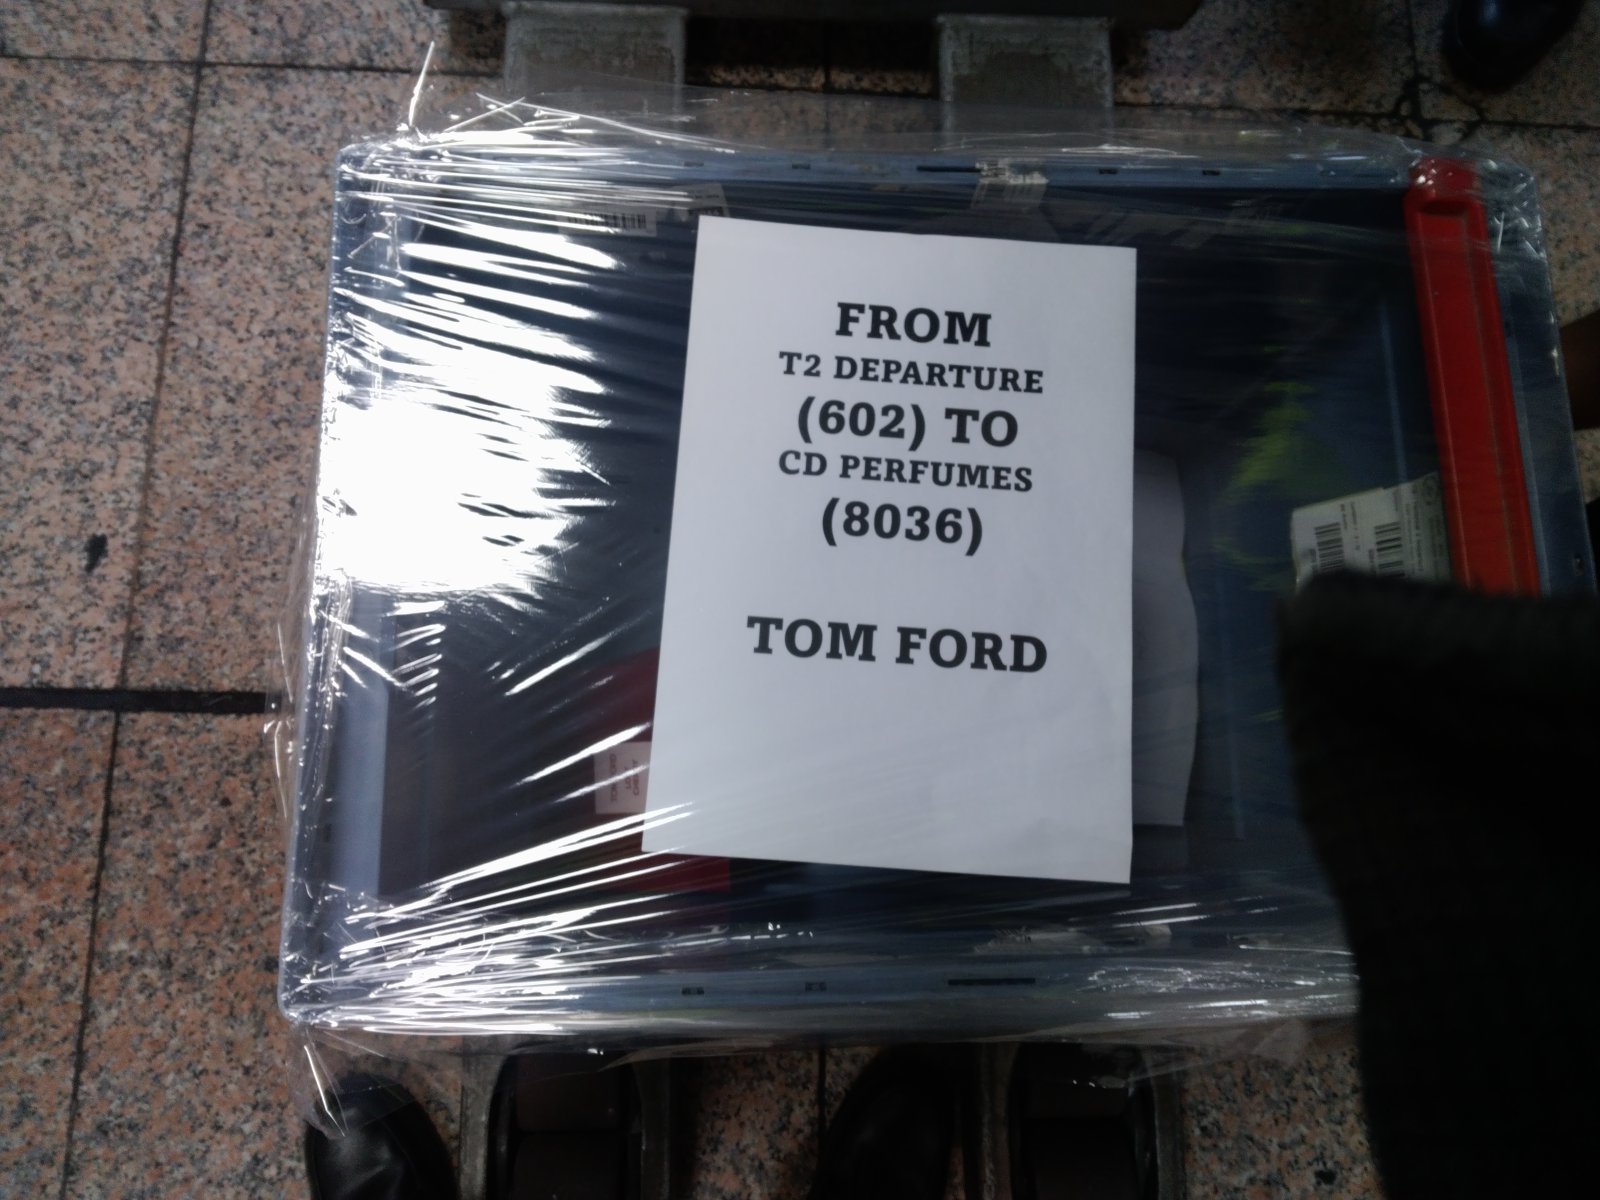 FROM
T2 DEPARTURE
(602) TO
CD PERFUMES
(8036)
TOM FORD